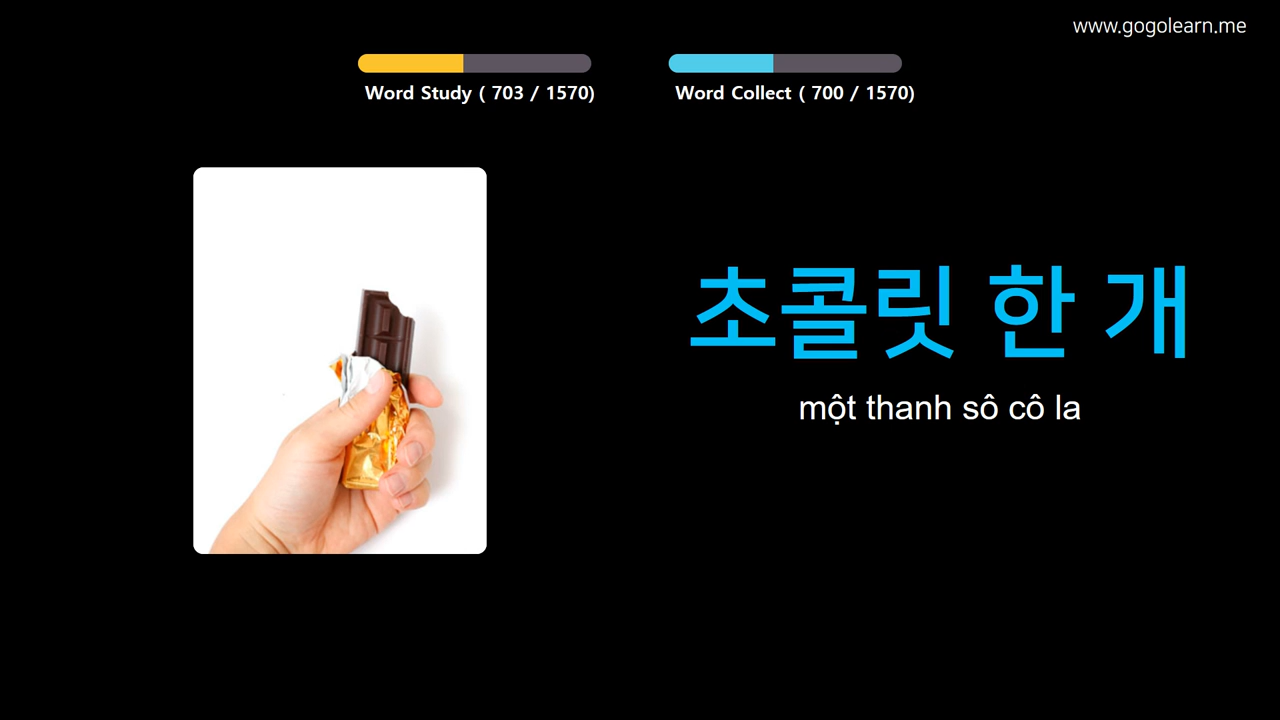 www.gogolearn.me
Word Study ( 703 / 1570)
Word Collect ( 700 / 1570)
초콜릿 한 개
một thanh sô cô la